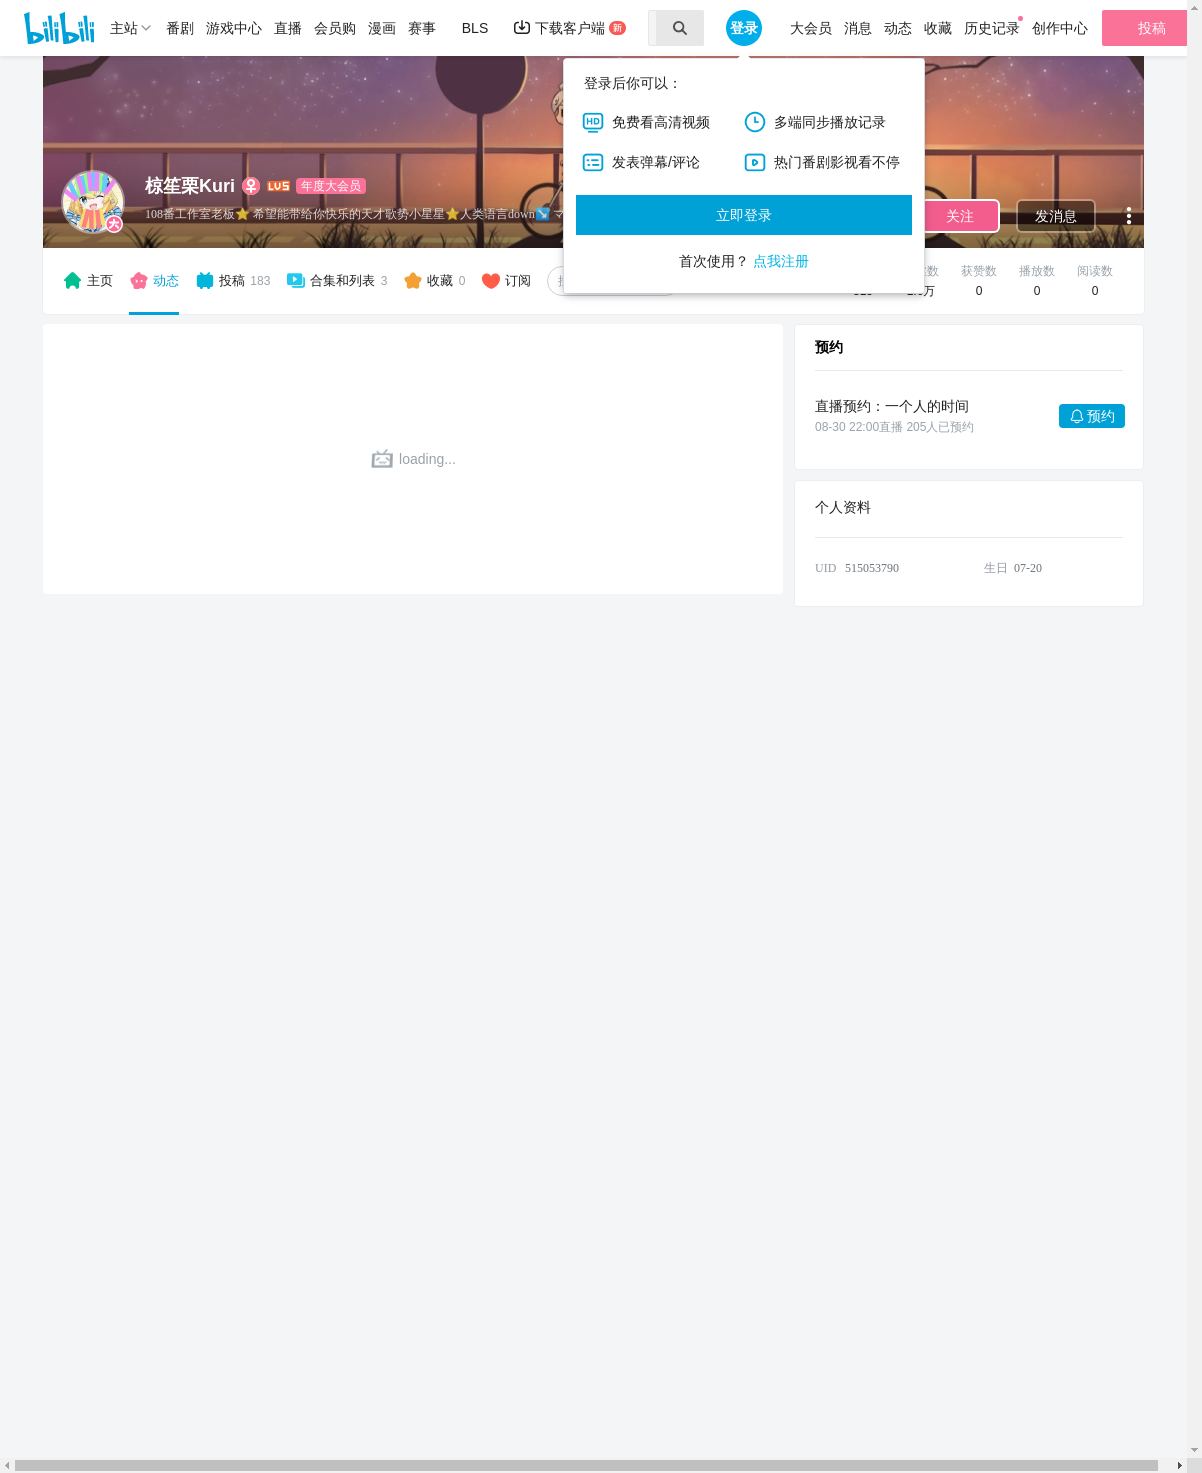 bilibili 主站 番剧 游戏中心 直播 会员购 漫画 赛事 BLS 下载客户端 新 登录 大会员 消息 动态 收藏 历史记录 创作中心 投稿
登录后你可以：
免费看高清视频 多端同步播放记录
发表弹幕/评论 热门番剧影视看不停
立即登录
首次使用？ 点我注册
椋笙栗Kuri LV5 年度大会员
大
108番工作室老板⭐ 希望能带给你快乐的天才歌势小星星⭐人类语言down↘️ マ
关注 发消息
主页 动态 投稿 183 合集和列表 3 收藏 0 订阅
数 获赞数 播放数 阅读数
万 0 0 0
loading...
预约
直播预约：一个人的时间
08-30 22:00直播 205人已预约
预约
个人资料
UID 515053790 生日 07-20